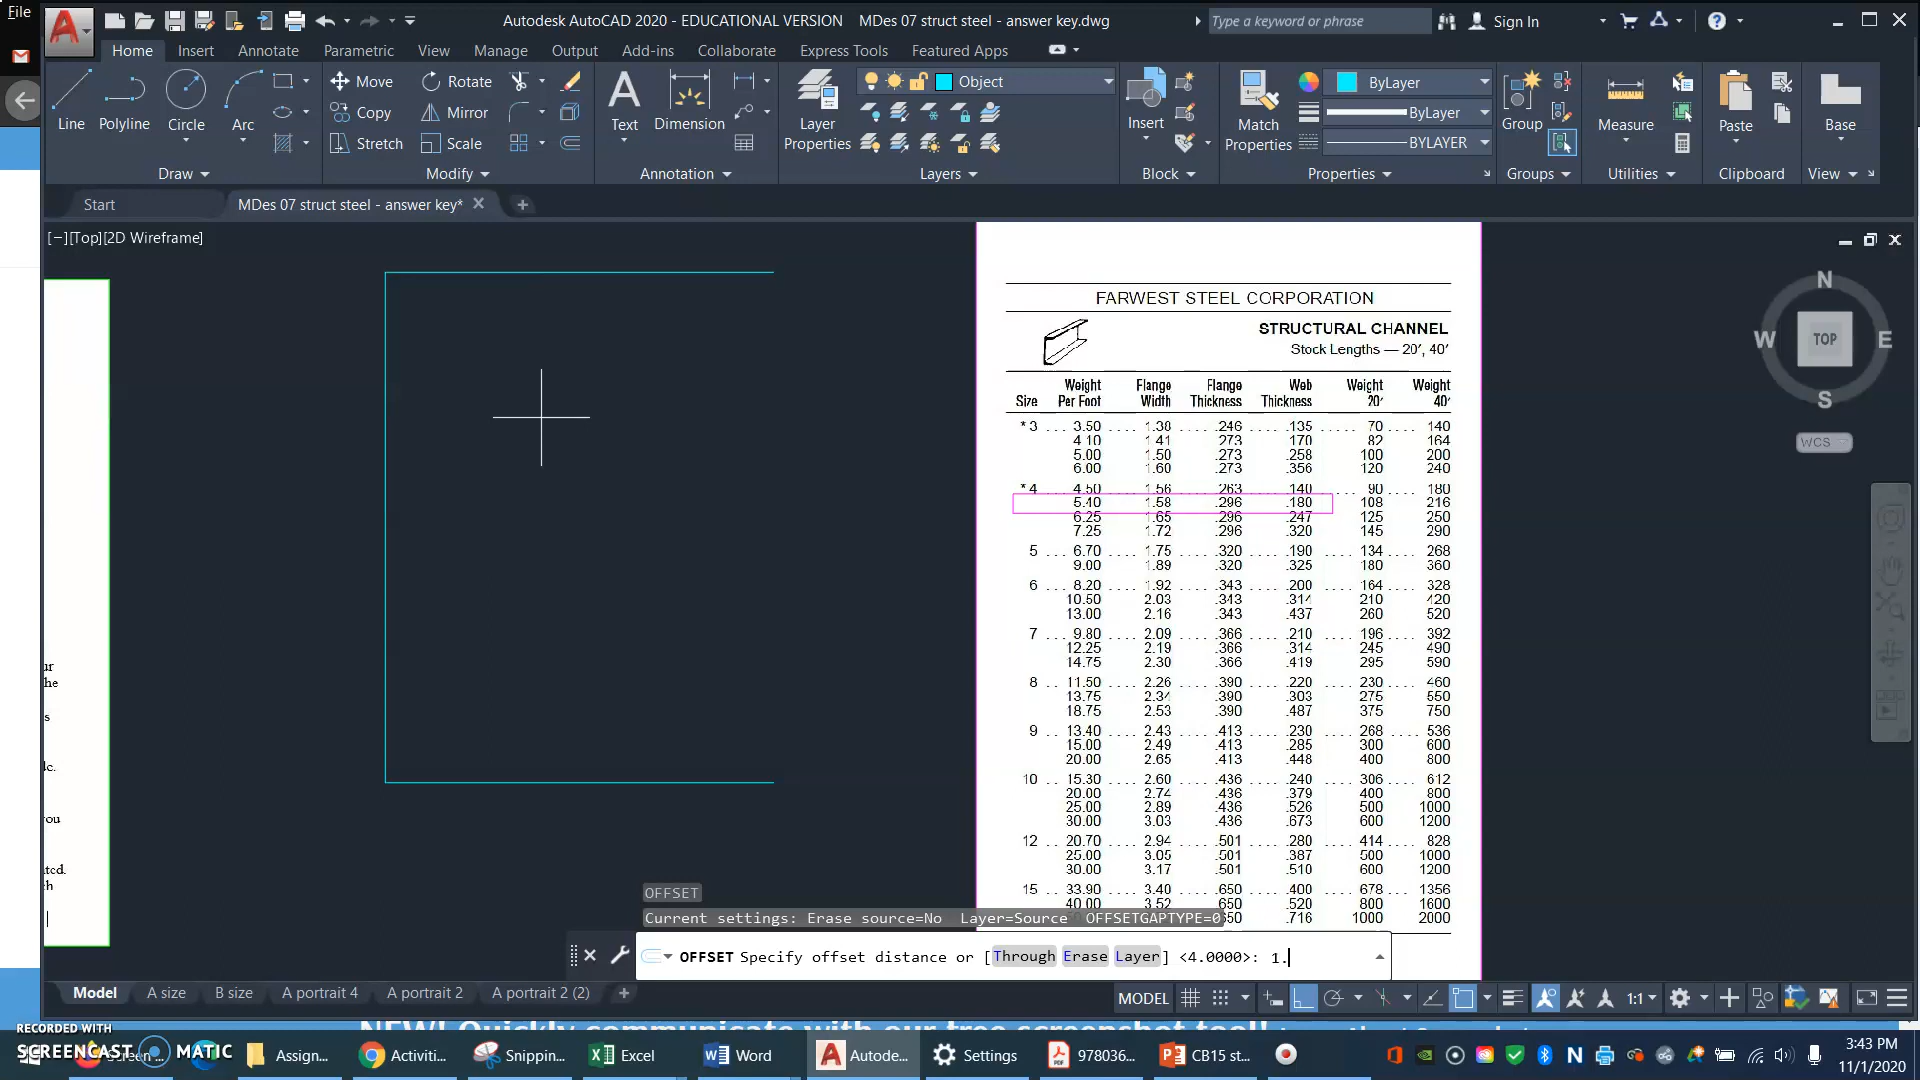 File
Autodesk AutoCAD 2020 - EDUCATIONAL VERSION MDes 07 struct steel - answer key.dwg
Type a keyword or phrase
Sign In
Home Insert Annotate Parametric View Manage Output Add-ins Collaborate Express Tools Featured Apps
Line Polyline Circle Arc
Move Rotate
Copy Mirror
Stretch Scale
Text Dimension
Layer Properties
Object
Insert
Match Properties
ByLayer
ByLayer
BYLAYER
Group Measure Paste Base
Draw Modify Annotation Layers Block Properties Groups Utilities Clipboard View
Start MDes 07 struct steel - answer key*
[−][Top][2D Wireframe]
N
W TOP E
S
WCS
FARWEST STEEL CORPORATION
STRUCTURAL CHANNEL
Stock Lengths — 20′, 40′
Size Weight Per Foot Flange Width Flange Thickness Web Thickness Weight 20′ Weight 40′
* 3 .... 3.50 .... 1.38 .... .246 .... .135 ..... 70 .... 140
4.10 1.41 .273 .170 82 164
5.00 1.50 .273 .258 100 200
6.00 1.60 .273 .356 120 240
* 4 .... 4.50 .... 1.56 .... .263 .... .140 .... 90 .... 180
5.40 1.58 .296 .180 108 216
6.25 1.65 .296 .247 125 250
7.25 1.72 .296 .320 145 290
5 ... 6.70 .... 1.75 .... .320 .... .190 .... 134 .... 268
9.00 1.89 .320 .325 180 360
6 ... 8.20 .... 1.92 .... .343 .... .200 .... 164 .... 328
10.50 2.03 .343 .314 210 420
13.00 2.16 .343 .437 260 520
7 ... 9.80 .... 2.09 .... .366 .... .210 .... 196 .... 392
12.25 2.19 .366 .314 245 490
14.75 2.30 .366 .419 295 590
8 ... 11.50 .... 2.26 .... .390 .... .220 .... 230 .... 460
13.75 2.34 .390 .303 275 550
18.75 2.53 .390 .487 375 750
9 ... 13.40 .... 2.43 .... .413 .... .230 .... 268 .... 536
15.00 2.49 .413 .285 300 600
20.00 2.65 .413 .448 400 800
10 ... 15.30 .... 2.60 .... .436 .... .240 .... 306 .... 612
20.00 2.74 .436 .379 400 800
25.00 2.89 .436 .526 500 1000
30.00 3.03 .436 .673 600 1200
12 ... 20.70 .... 2.94 .... .501 .... .280 .... 414 .... 828
25.00 3.05 .501 .387 500 1000
30.00 3.17 .501 .510 600 1200
15 ... 33.90 .... 3.40 .... .650 .... .400 .... 678 .... 1356
40.00 3.52 .650 .520 800 1600
.716 1000 2000
ur
he
s
lc.
ou
ted.
ch
OFFSET
Current settings: Erase source=No Layer=Source OFFSETGAPTYPE=0
OFFSET Specify offset distance or [Through Erase Layer] <4.0000>: 1.
Model A size B size A portrait 4 A portrait 2 A portrait 2 (2) +
MODEL 1:1
RECORDED WITH
SCREENCAST MATIC
Assign... Activiti... Snippin... Excel Word Autode... Settings 978036... CB15 st...
3:43 PM
11/1/2020